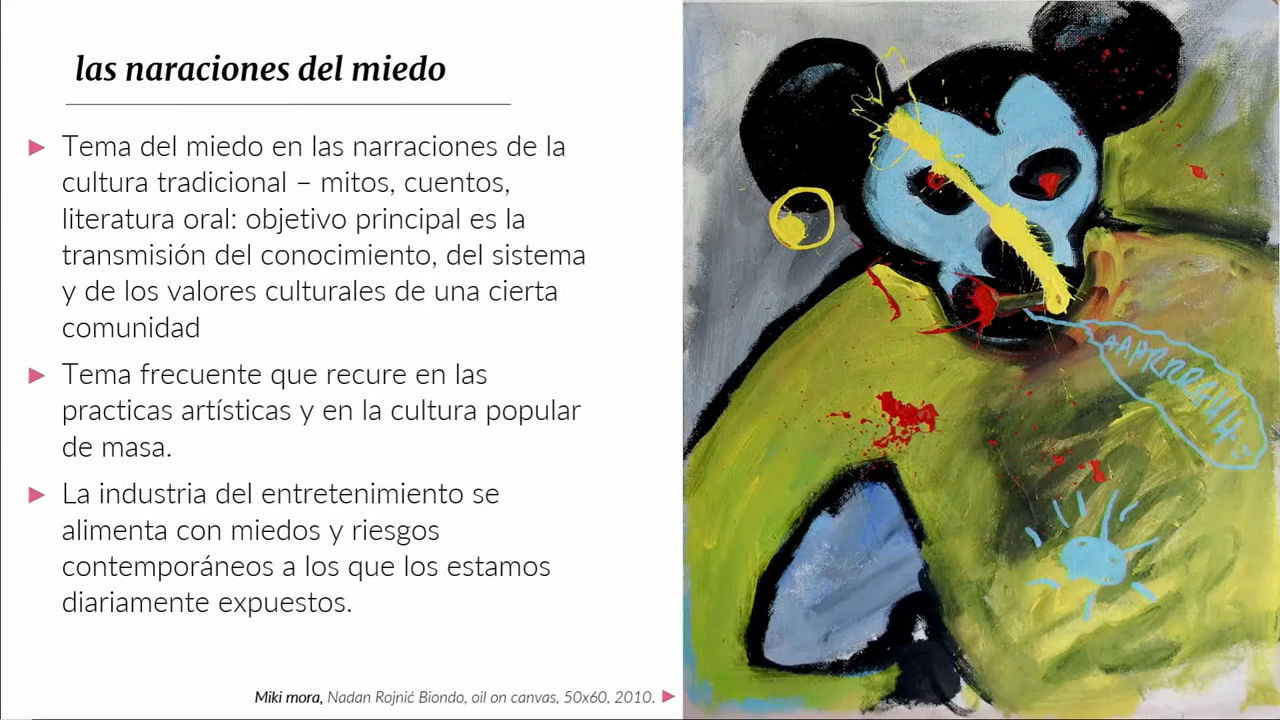 las naraciones del miedo
Tema del miedo en las narraciones de la
cultura tradicional – mitos, cuentos,
literatura oral: objetivo principal es la
transmisión del conocimiento, del sistema
y de los valores culturales de una cierta
comunidad
Tema frecuente que recure en las
practicas artísticas y en la cultura popular
de masa.
La industria del entretenimiento se
alimenta con miedos y riesgos
contemporáneos a los que los estamos
diariamente expuestos.
Miki mora, Nadan Rojnić Biondo, oil on canvas, 50x60, 2010.